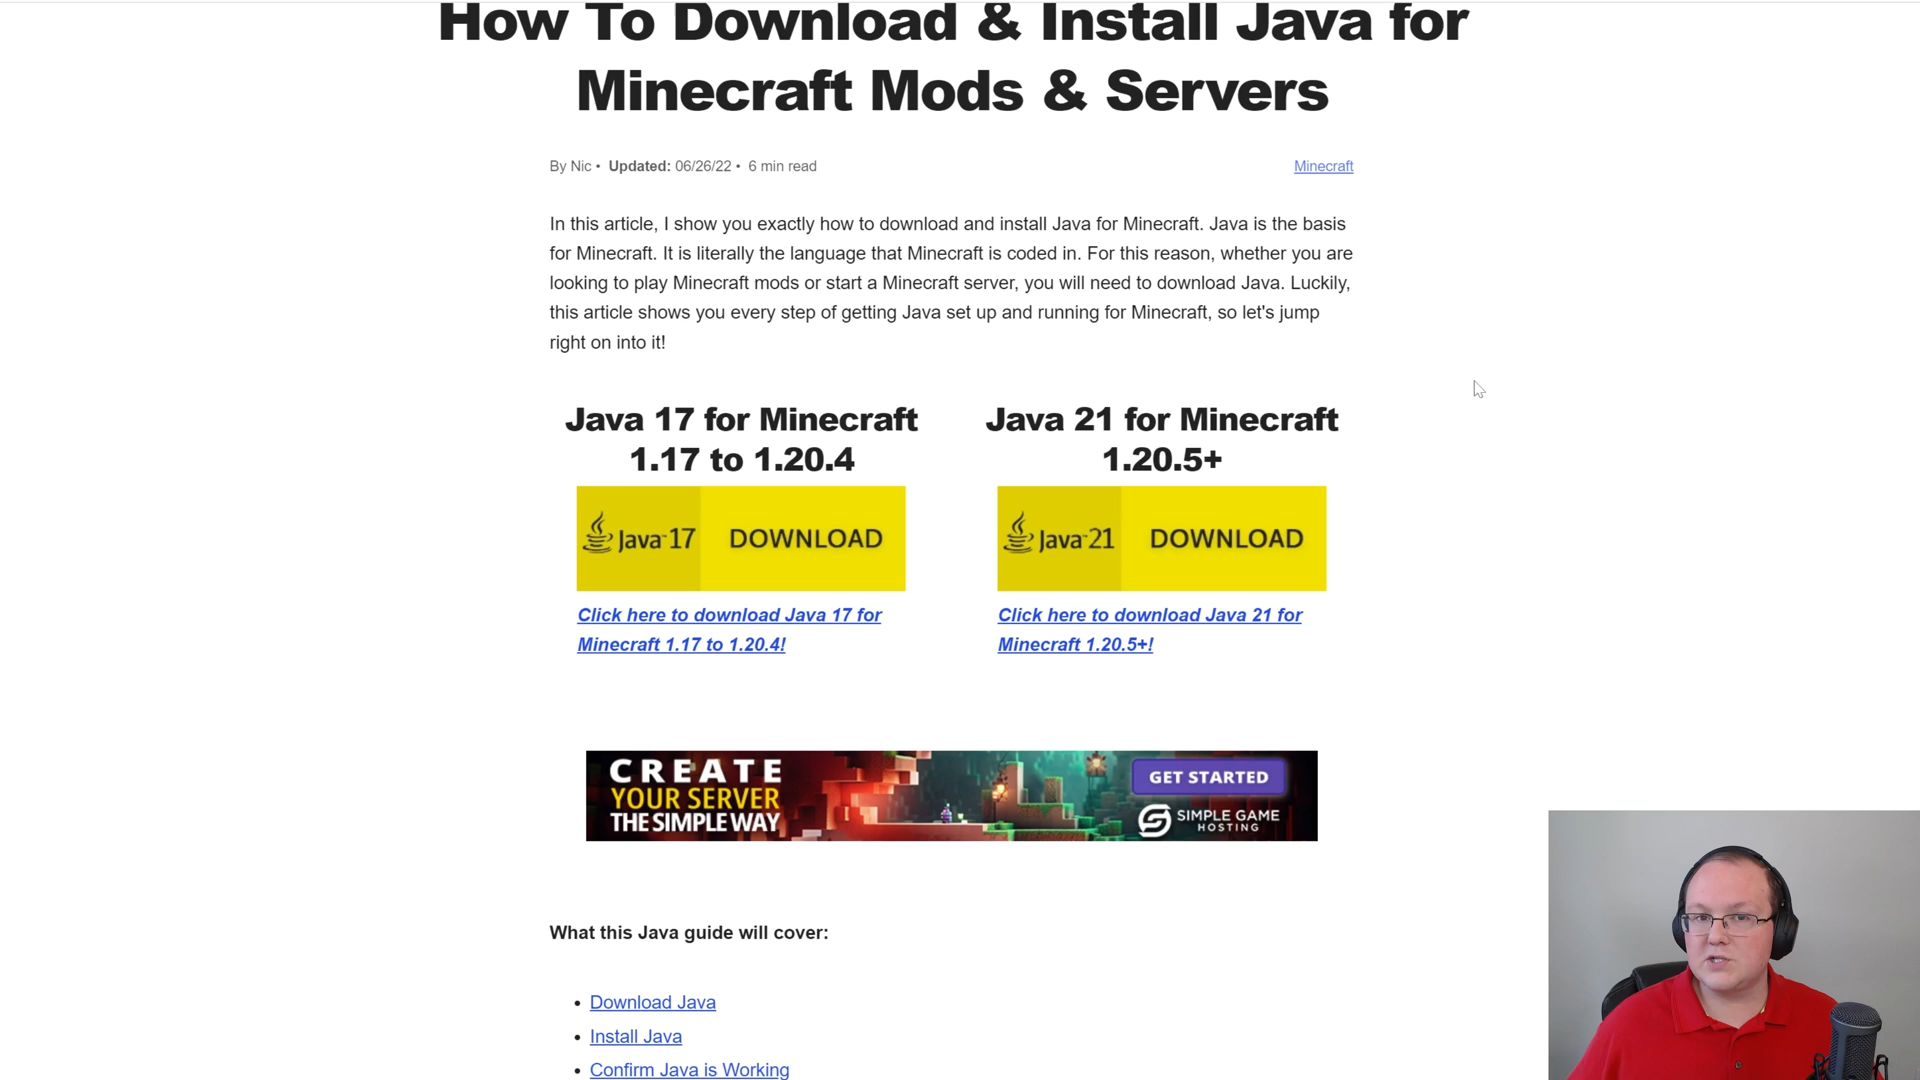 How To Download & Install Java for
Minecraft Mods & Servers
By Nic • Updated: 06/26/22 • 6 min read
Minecraft
In this article, I show you exactly how to download and install Java for Minecraft. Java is the basis
for Minecraft. It is literally the language that Minecraft is coded in. For this reason, whether you are
looking to play Minecraft mods or start a Minecraft server, you will need to download Java. Luckily,
this article shows you every step of getting Java set up and running for Minecraft, so let's jump
right on into it!
Java 17 for Minecraft
1.17 to 1.20.4
Java™17 DOWNLOAD
Click here to download Java 17 for
Minecraft 1.17 to 1.20.4!
Java 21 for Minecraft
1.20.5+
Java™21 DOWNLOAD
Click here to download Java 21 for
Minecraft 1.20.5+!
CREATE
YOUR SERVER
THE SIMPLE WAY
GET STARTED
SIMPLE GAME
HOSTING
What this Java guide will cover:
• Download Java
• Install Java
• Confirm Java is Working